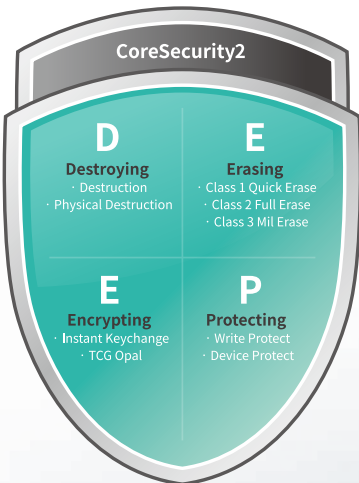 CoreSecurity2
D
Destroying
· Destruction
· Physical Destruction
E
Erasing
· Class 1 Quick Erase
· Class 2 Full Erase
· Class 3 Mil Erase
E
Encrypting
· Instant Keychange
· TCG Opal
P
Protecting
· Write Protect
· Device Protect